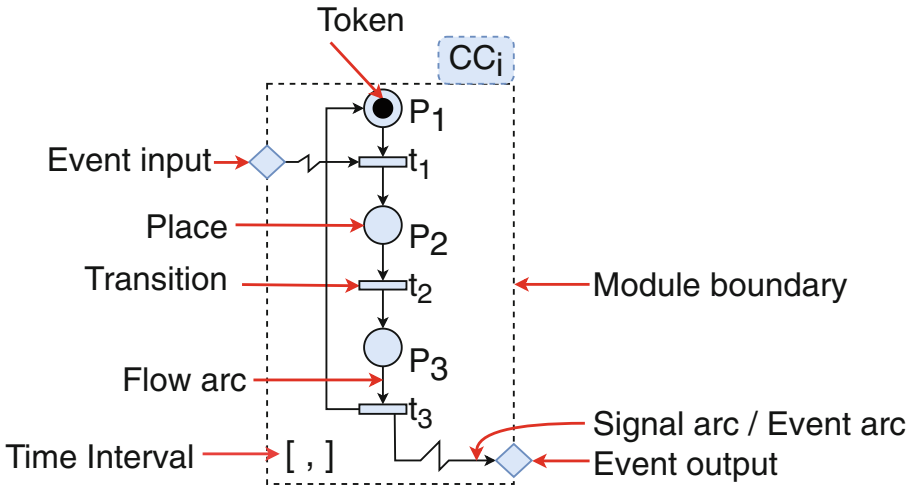 Token
CCi
P1
Event input
t1
Place
P2
Transition
t2
Module boundary
P3
Flow arc
t3
Signal arc / Event arc
Time Interval
[ , ]
Event output